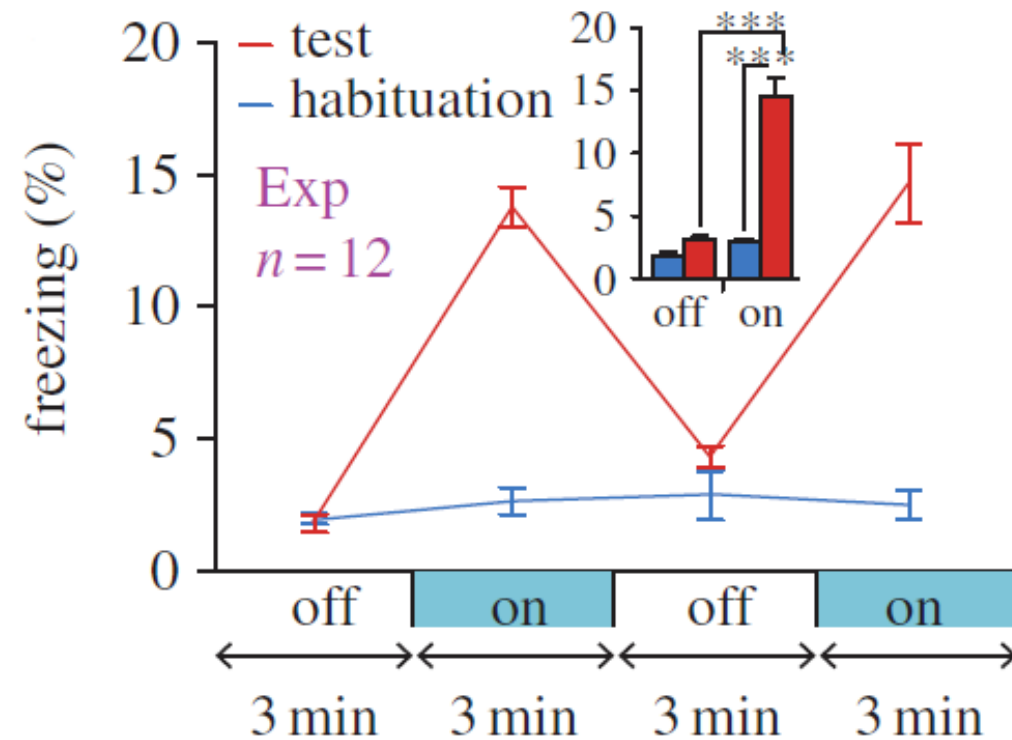 freezing (%)
20
15
10
5
0
test
habituation
Exp
n = 12
20
15
10
5
0
***
***
off on
off on off on
3 min 3 min 3 min 3 min